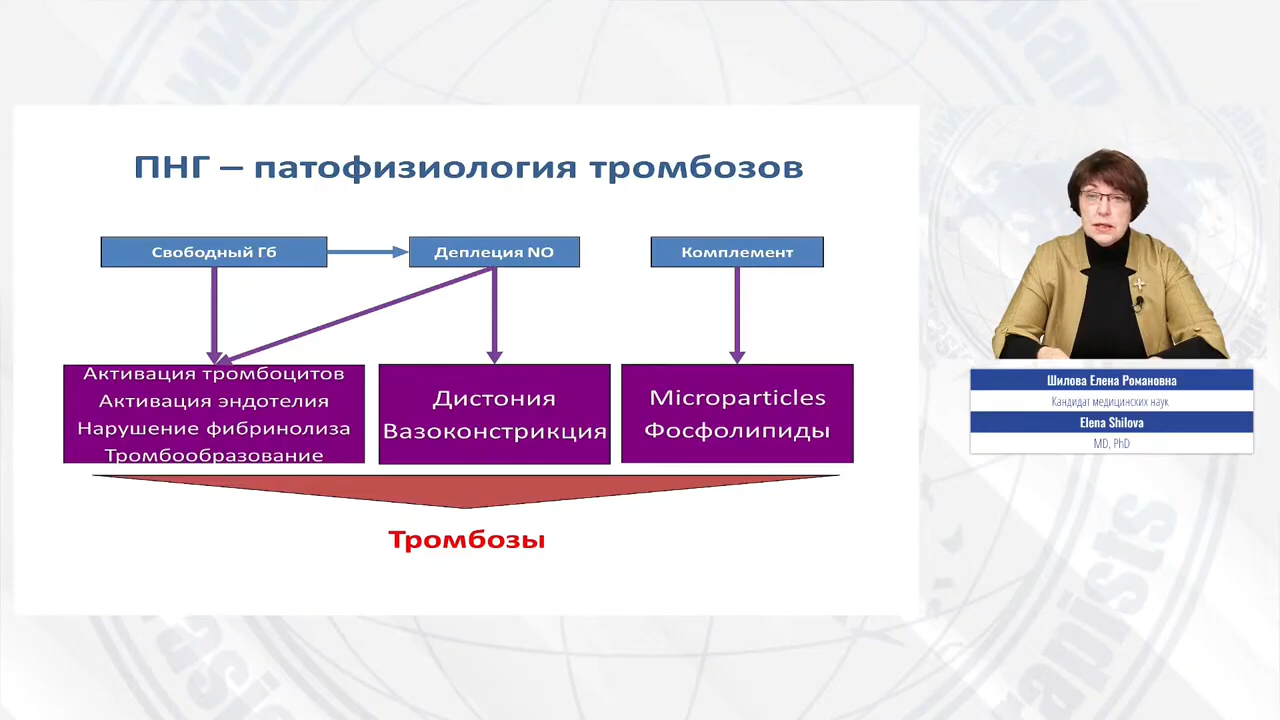 ПНГ – патофизиология тромбозов
Свободный Гб
Деплеция NO
Комплемент
Активация тромбоцитов
Активация эндотелия
Нарушение фибринолиза
Тромбообразование
Дистония
Вазоконстрикция
Microparticles
Фосфолипиды
Тромбозы
Шилова Елена Романовна
Кандидат медицинских наук
Elena Shilova
MD, PhD